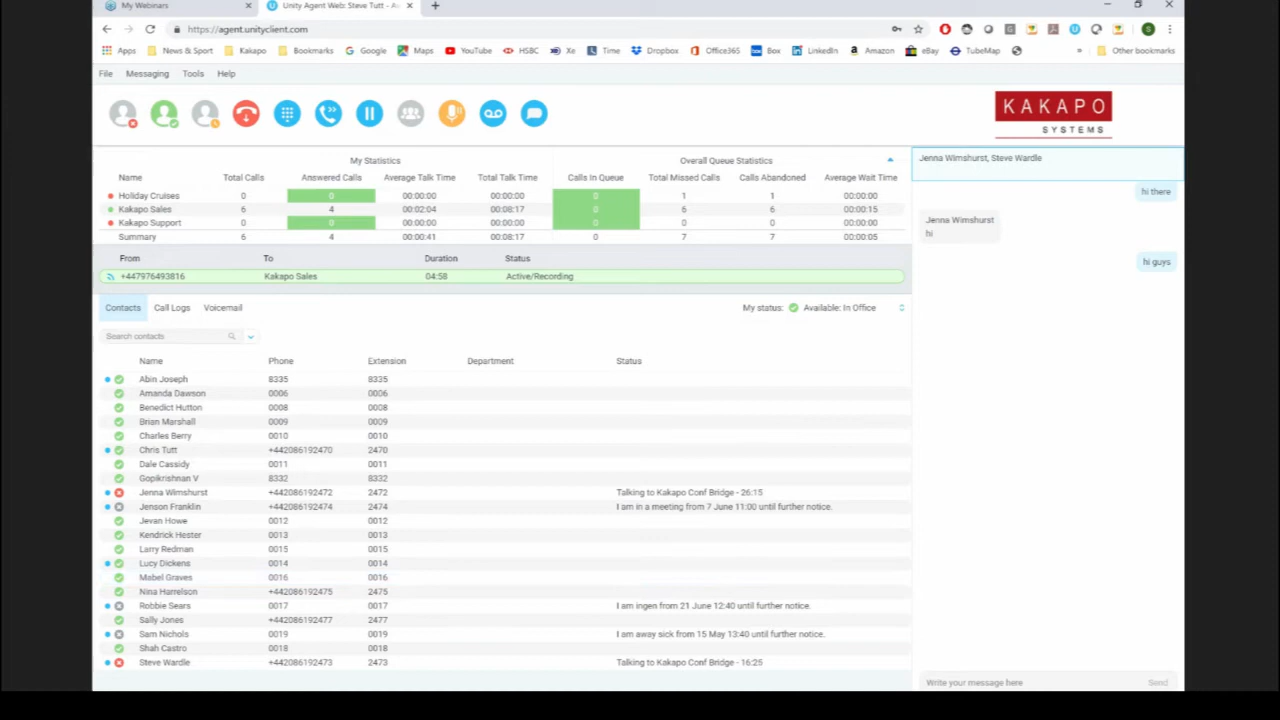 My Webinars
Unity Agent Web: Steve Tutt - Av
https://agent.unityclient.com
Apps News & Sport Kakapo Bookmarks Google Maps YouTube HSBC Xe Time Dropbox Office365 Box LinkedIn Amazon eBay TubeMap » Other bookmarks
File Messaging Tools Help
KAKAPO
SYSTEMS
My Statistics Overall Queue Statistics
Name Total Calls Answered Calls Average Talk Time Total Talk Time Calls In Queue Total Missed Calls Calls Abandoned Average Wait Time
Holiday Cruises 0 0 00:00:00 00:00:00 0 1 1 00:00:00
Kakapo Sales 6 4 00:02:04 00:08:17 0 6 6 00:00:15
Kakapo Support 0 0 00:00:00 00:00:00 0 0 0 00:00:00
Summary 6 4 00:00:41 00:08:17 0 7 7 00:00:05
From To Duration Status
+447976493816 Kakapo Sales 04:58 Active/Recording
Contacts Call Logs Voicemail My status: Available: In Office
Search contacts
Name Phone Extension Department Status
Abin Joseph 8335 8335
Amanda Dawson 0006 0006
Benedict Hutton 0008 0008
Brian Marshall 0009 0009
Charles Berry 0010 0010
Chris Tutt +442086192470 2470
Dale Cassidy 0011 0011
Gopikrishnan V 8332 8332
Jenna Wimshurst +442086192472 2472 Talking to Kakapo Conf Bridge - 26:15
Jenson Franklin +442086192474 2474 I am in a meeting from 7 June 11:00 until further notice.
Jevan Howe 0012 0012
Kendrick Hester 0013 0013
Larry Redman 0015 0015
Lucy Dickens 0014 0014
Mabel Graves 0016 0016
Nina Harrelson +442086192475 2475
Robbie Sears 0017 0017 I am ingen from 21 June 12:40 until further notice.
Sally Jones +442086192477 2477
Sam Nichols 0019 0019 I am away sick from 15 May 13:40 until further notice.
Shah Castro 0018 0018
Steve Wardle +442086192473 2473 Talking to Kakapo Conf Bridge - 16:25
Jenna Wimshurst, Steve Wardle
hi there
Jenna Wimshurst
hi
hi guys
Write your message here Send